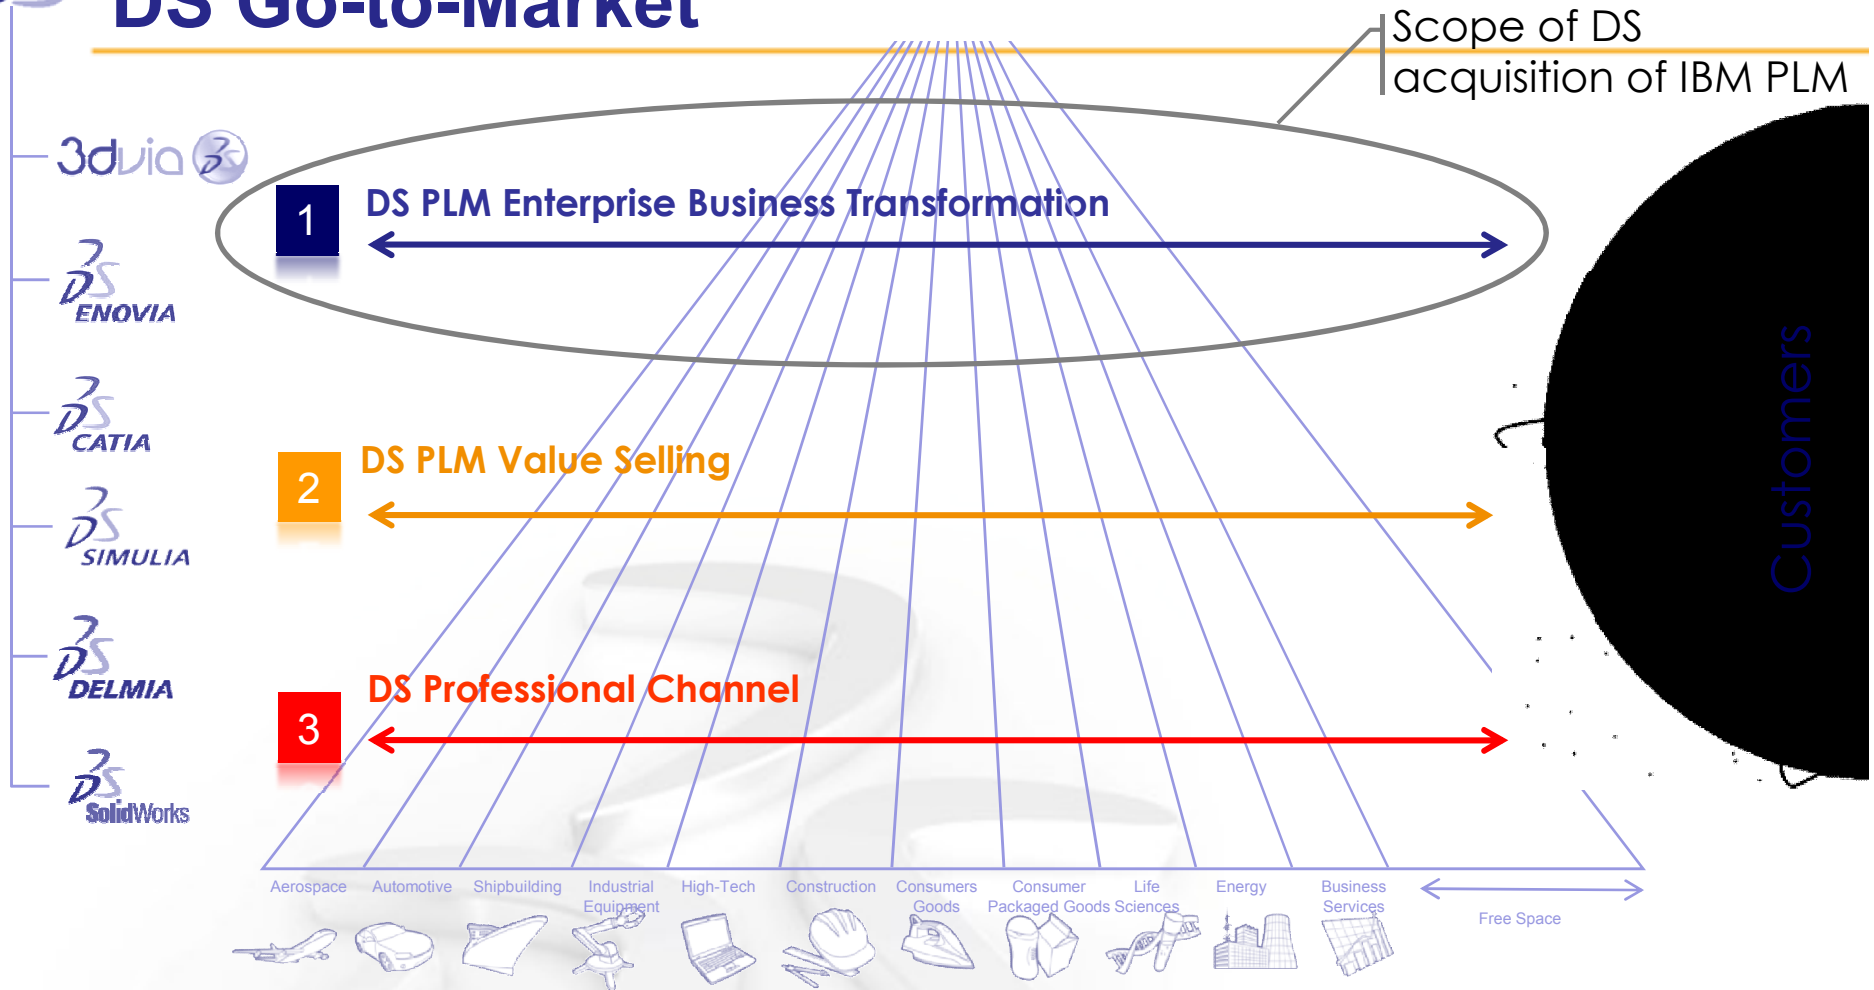 DS Go-to-Market
Scope of DS
acquisition of IBM PLM
3dvia
ENOVIA
CATIA
SIMULIA
DELMIA
SolidWorks
1
DS PLM Enterprise Business Transformation
2
DS PLM Value Selling
3
DS Professional Channel
Customers
Aerospace
Automotive
Shipbuilding
Industrial
Equipment
High-Tech
Construction
Consumers
Goods
Consumer
Packaged Goods
Life
Sciences
Energy
Business
Services
Free Space